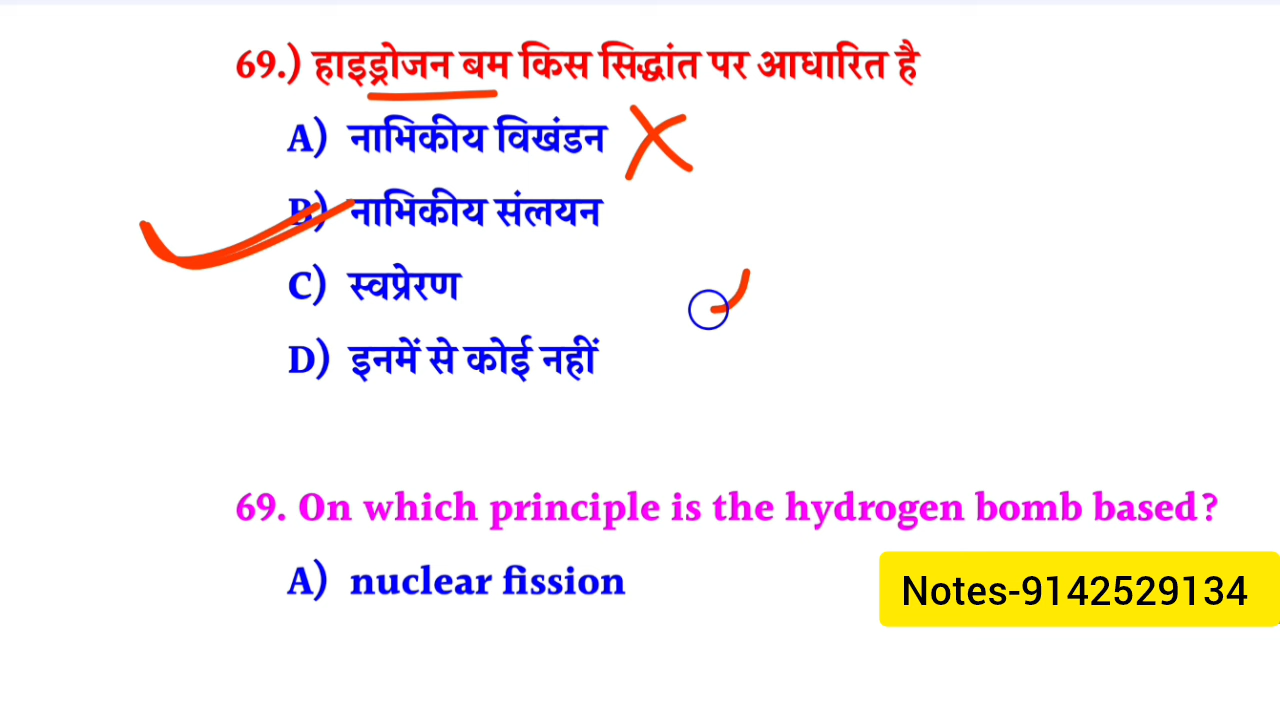 69.) हाइड्रोजन बम किस सिद्धांत पर आधारित है
A) नाभिकीय विखंडन
B) नाभिकीय संलयन
C) स्वप्रेरण
D) इनमें से कोई नहीं
69. On which principle is the hydrogen bomb based?
A) nuclear fission
Notes-9142529134